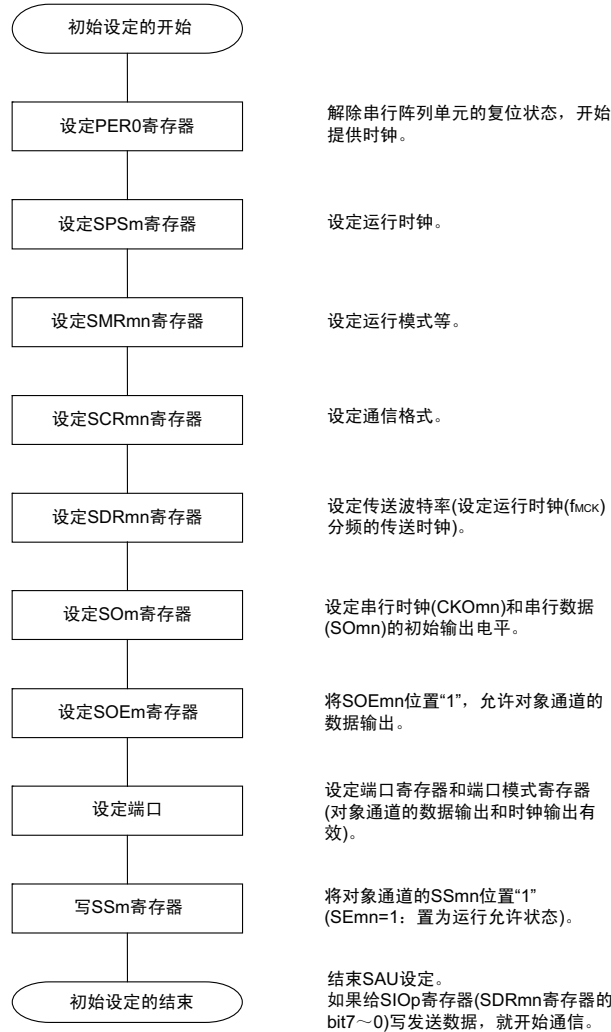 初始设定的开始
设定PER0寄存器
解除串行阵列单元的复位状态，开始
提供时钟。
设定SPSm寄存器
设定运行时钟。
设定SMRmn寄存器
设定运行模式等。
设定SCRmn寄存器
设定通信格式。
设定SDRmn寄存器
设定传送波特率(设定运行时钟(fMCK)
分频的传送时钟)。
设定SOm寄存器
设定串行时钟(CKOmn)和串行数据
(SOmn)的初始输出电平。
设定SOEm寄存器
将SOEmn位置“1”，允许对象通道的
数据输出。
设定端口
设定端口寄存器和端口模式寄存器
(对象通道的数据输出和时钟输出有
效)。
写SSm寄存器
将对象通道的SSmn位置“1”
(SEmn=1：置为运行允许状态)。
初始设定的结束
结束SAU设定。
如果给SIOp寄存器(SDRmn寄存器的
bit7～0)写发送数据，就开始通信。